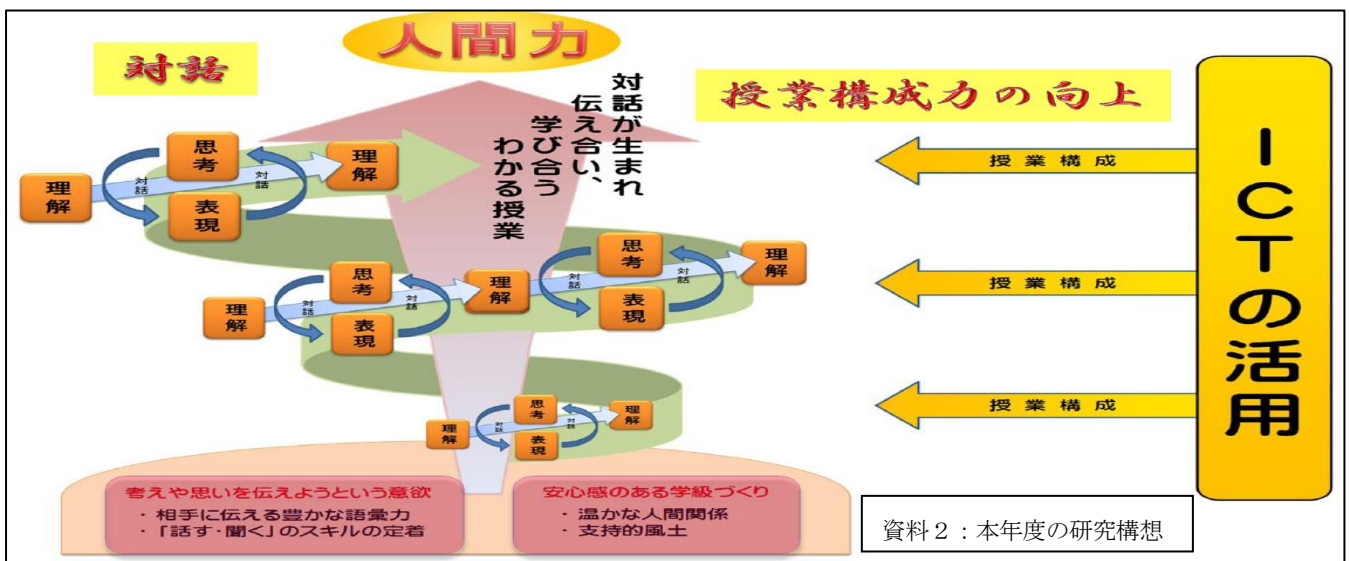 人間力
対話
授業構成力の向上
ICTの活用
対話が生まれ
伝え合い、
学び合う
わかる授業
理解
思考
対話
対話
表現
理解
授業構成
理解
思考
対話
対話
表現
理解
思考
対話
対話
表現
理解
授業構成
理解
思考
対話
対話
表現
理解
授業構成
考えや思いを伝えようという意欲
・相手に伝える豊かな語彙力
・「話す・聞く」のスキルの定着
安心感のある学級づくり
・温かな人間関係
・支持的風土
資料2：本年度の研究構想